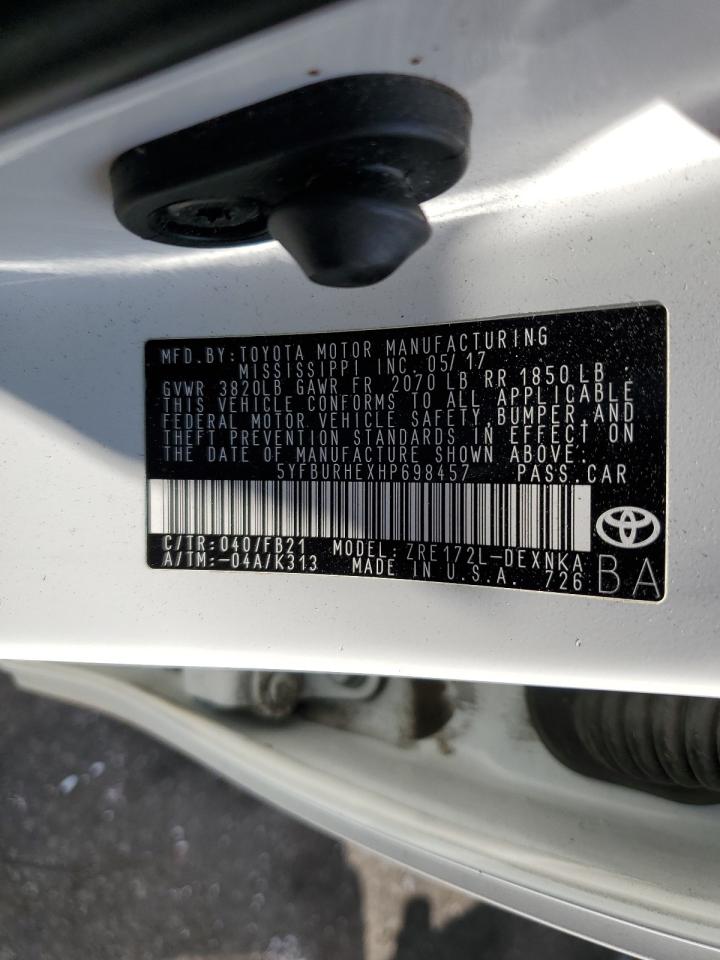 MFD. BY: TOYOTA MOTOR MANUFACTURING
MISSISSIPPI INC. 05/17
GVWR 3820LB GAWR FR 2070 LB RR 1850 LB
THIS VEHICLE CONFORMS TO ALL APPLICABLE
FEDERAL MOTOR VEHICLE SAFETY, BUMPER, AND
THEFT PREVENTION STANDARDS IN EFFECT ON
THE DATE OF MANUFACTURE SHOWN ABOVE.
5YFBURHEXHP698457 PASS. CAR
C/TR: 040/FB21 MODEL: ZRE172L-DEXNKA
A/TM: -04A/K313 MADE IN U.S.A. 726
BA